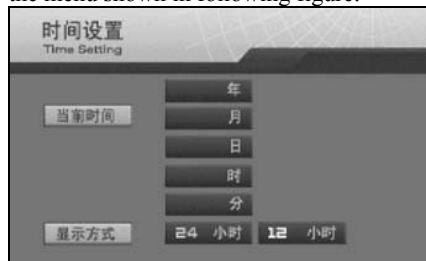 时间设置
Time Setting
年
当前时间 月
日
时
分
显示方式 24 小时 12 小时